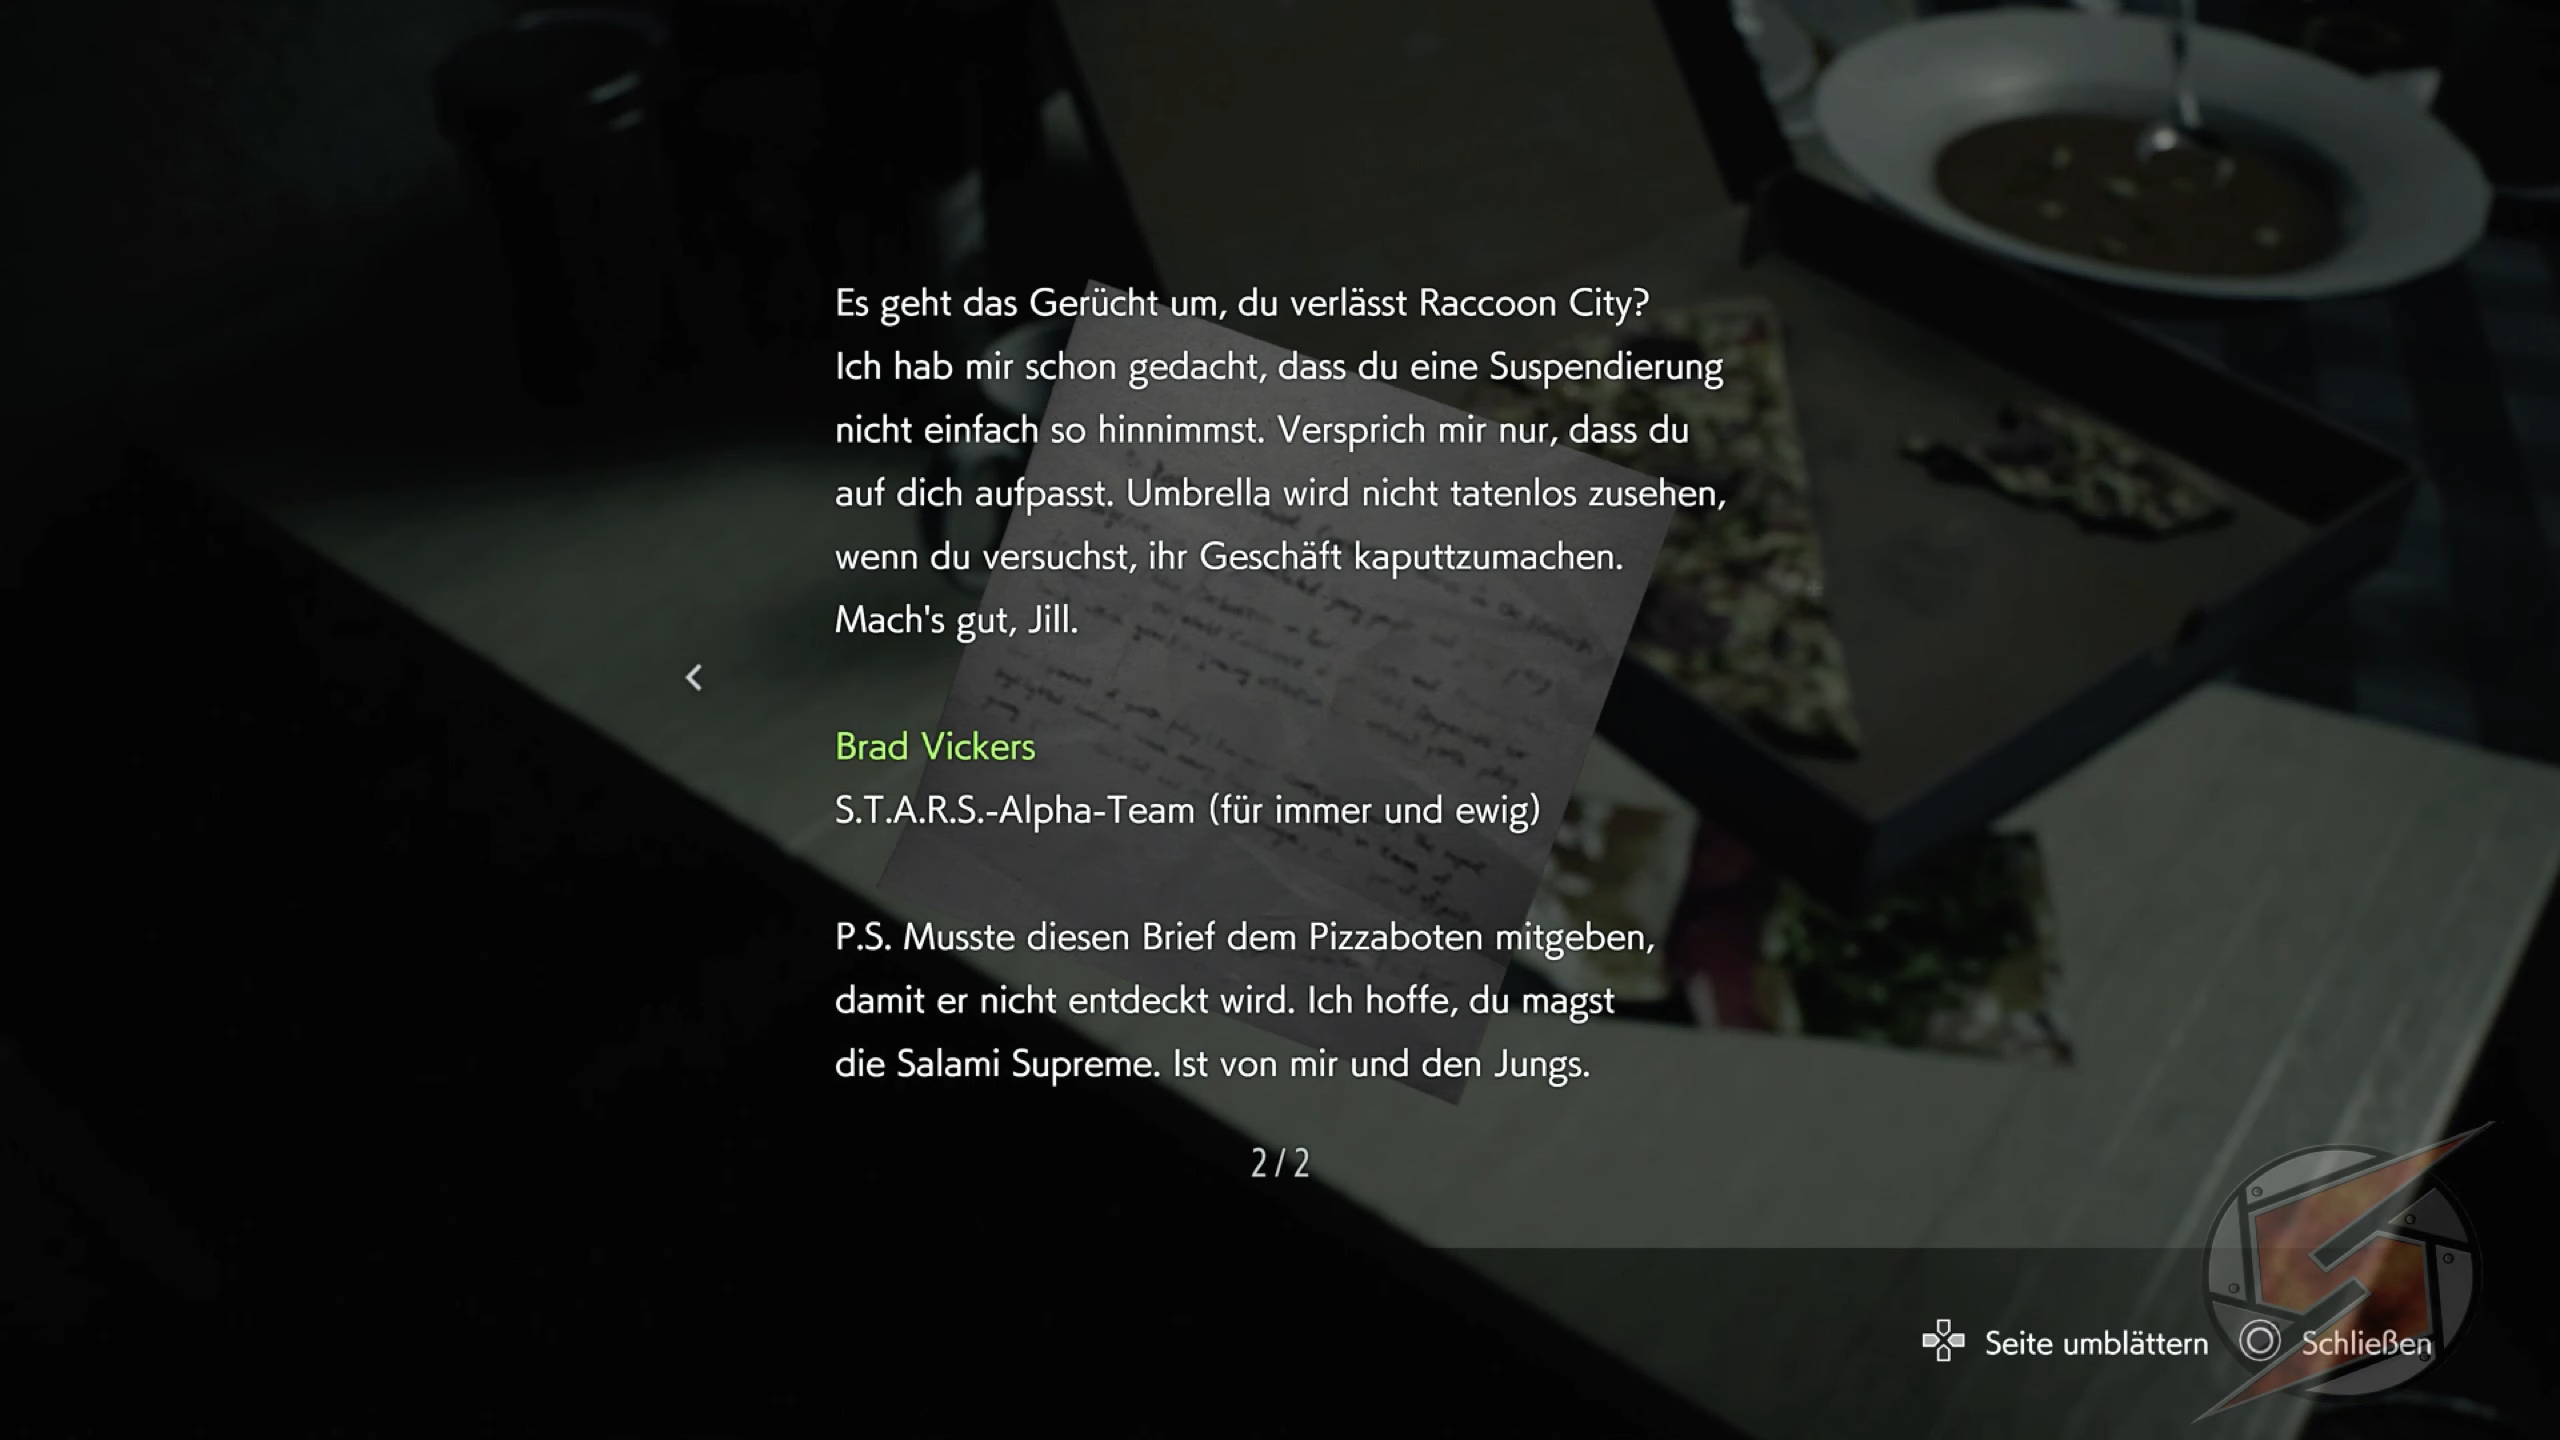 Es geht das Gerücht um, du verlässt Raccoon City?
Ich hab mir schon gedacht, dass du eine Suspendierung
nicht einfach so hinnimmst. Versprich mir nur, dass du
auf dich aufpasst. Umbrella wird nicht tatenlos zusehen,
wenn du versuchst, ihr Geschäft kaputtzumachen.
Mach's gut, Jill.
Brad Vickers
S.T.A.R.S.-Alpha-Team (für immer und ewig)
P.S. Musste diesen Brief dem Pizzaboten mitgeben,
damit er nicht entdeckt wird. Ich hoffe, du magst
die Salami Supreme. Ist von mir und den Jungs.
2 / 2
Seite umblättern Schließen